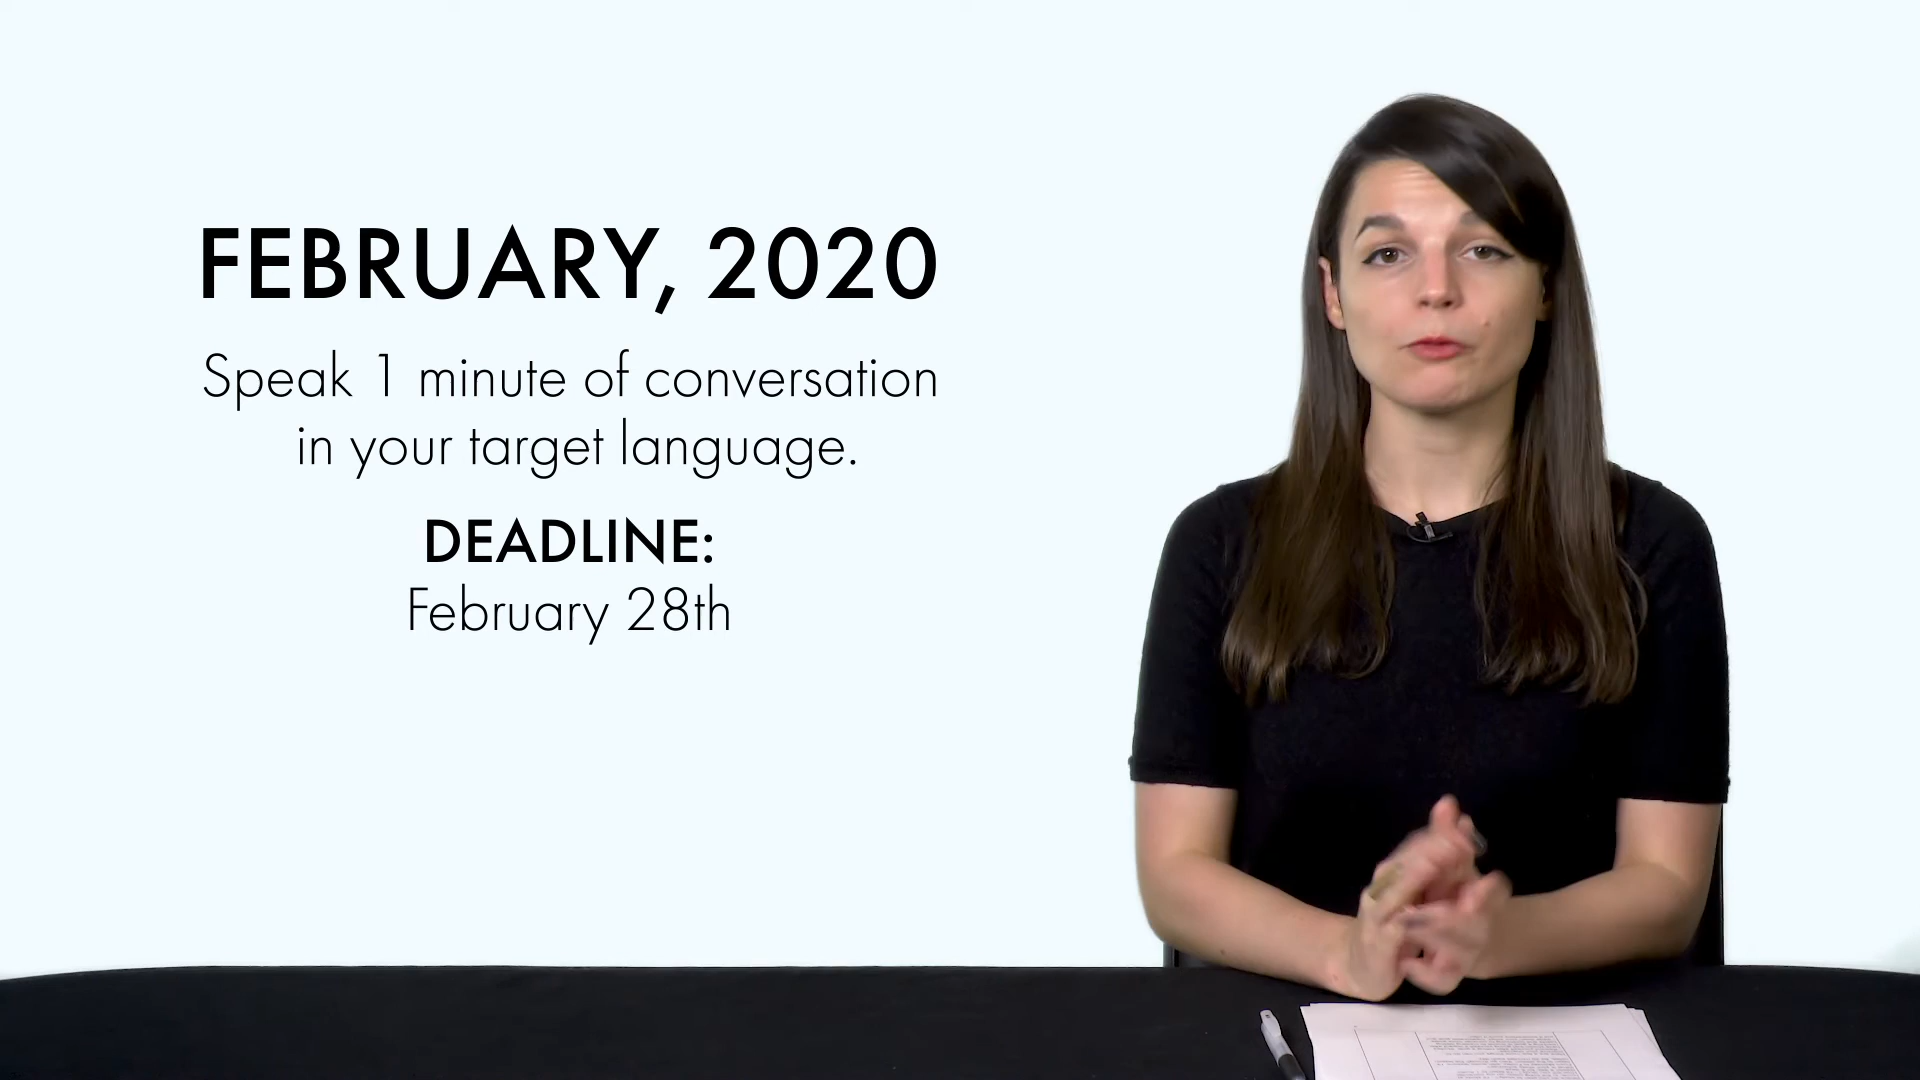 FEBRUARY, 2020
Speak 1 minute of conversation
in your target language.
DEADLINE:
February 28th